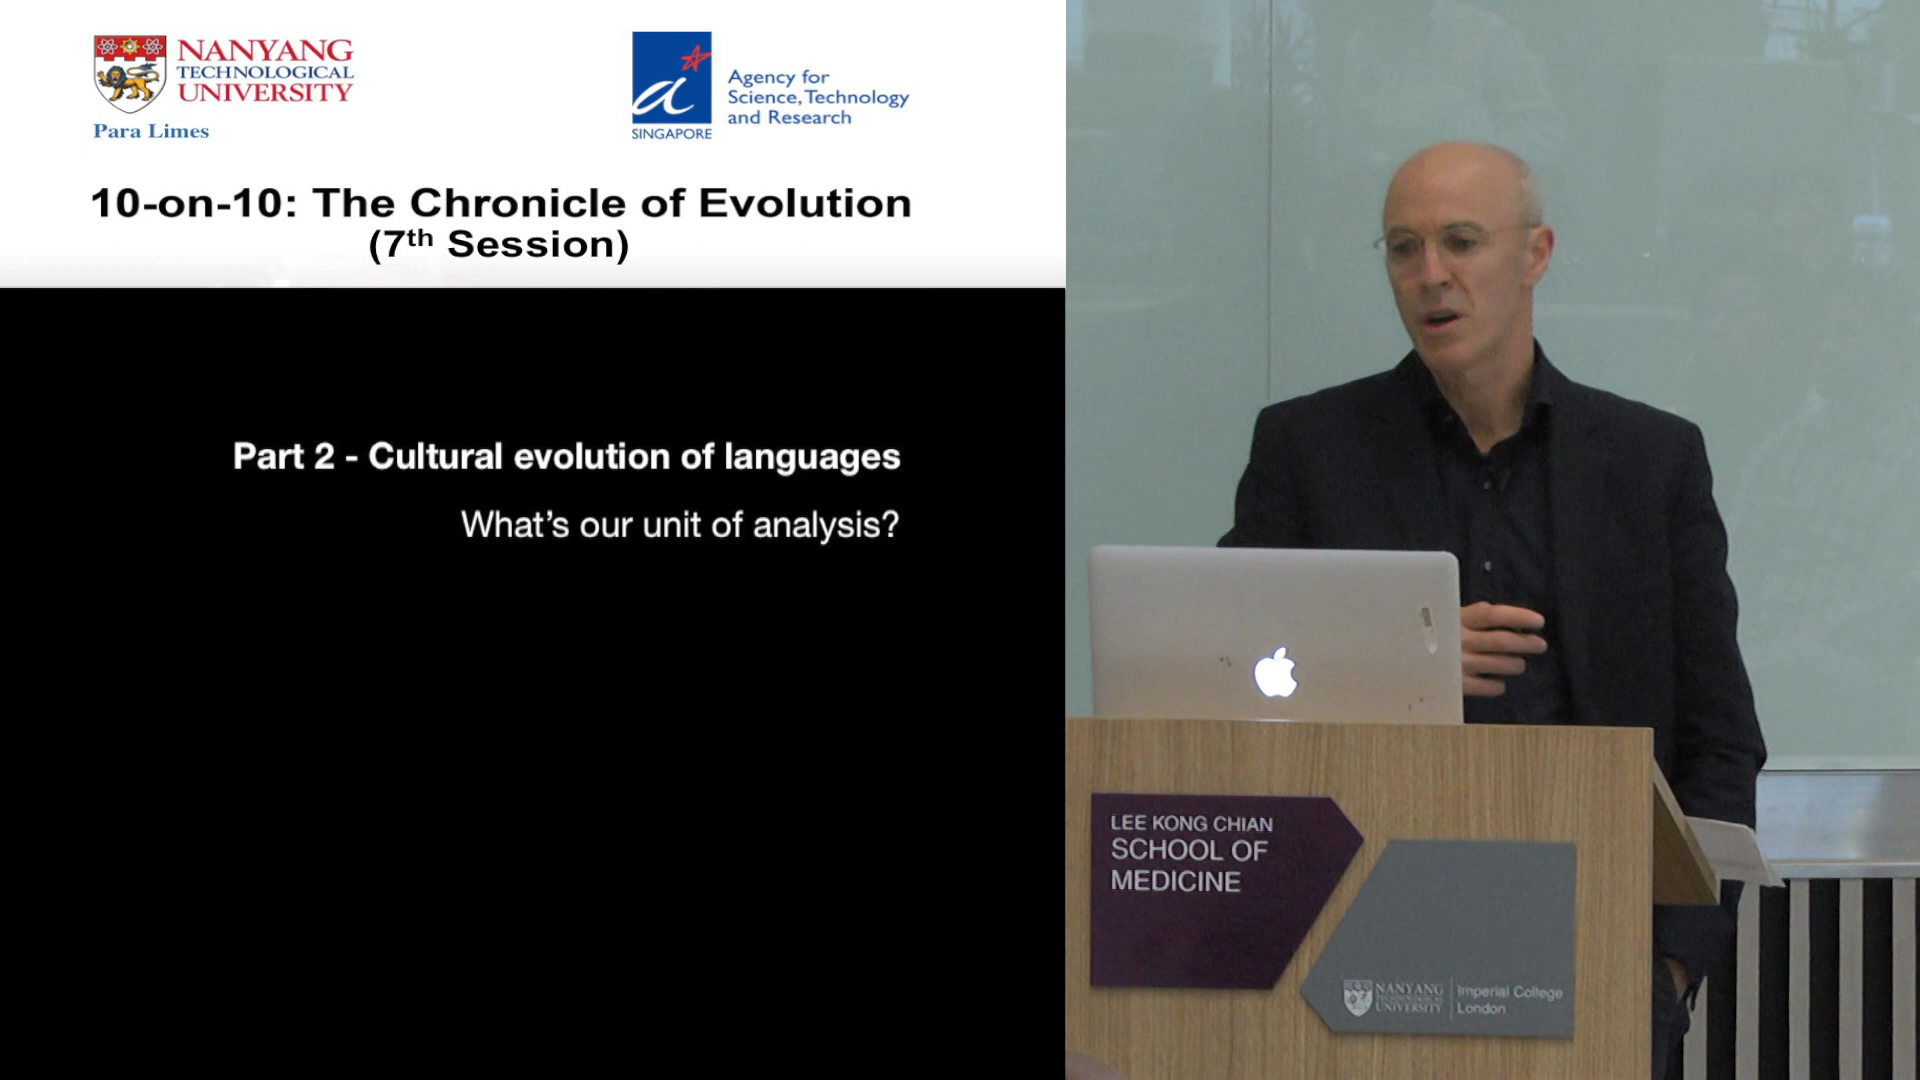 NANYANG
TECHNOLOGICAL
UNIVERSITY
Para Limes
SINGAPORE
Agency for
Science, Technology
and Research
10-on-10: The Chronicle of Evolution
(7th Session)
Part 2 - Cultural evolution of languages
What's our unit of analysis?
LEE KONG CHIAN
SCHOOL OF
MEDICINE
NANYANG
TECHNOLOGICAL
UNIVERSITY
Imperial College
London